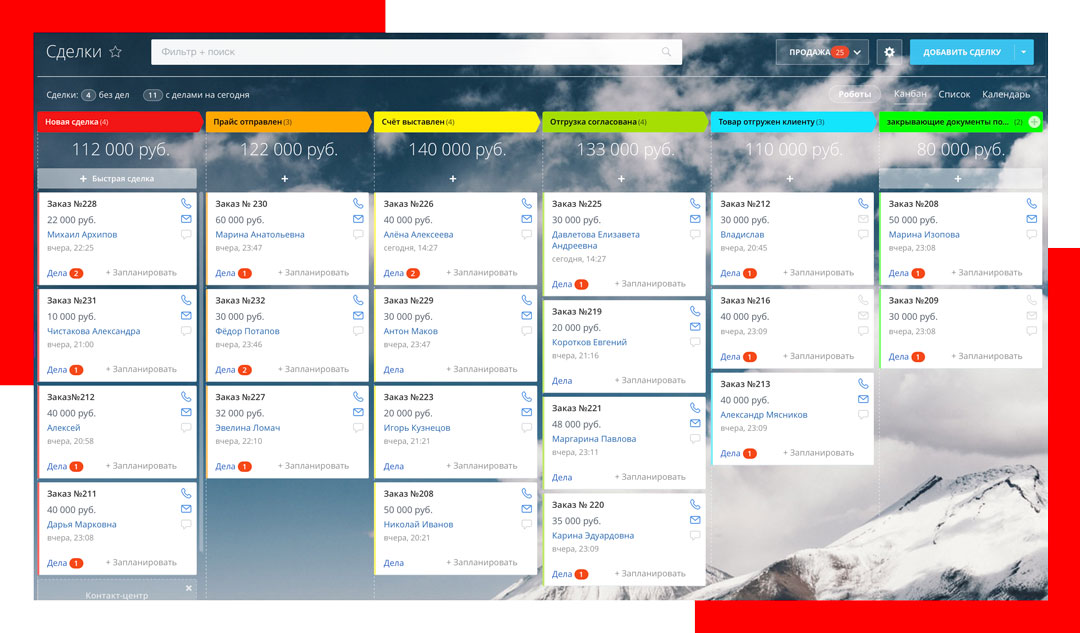 Сделки
Фильтр + поиск
ПРОДАЖА 25
ДОБАВИТЬ СДЕЛКУ
Сделки: 4 без дел 11 с делами на сегодня
Роботы Канбан Список Календарь
Новая сделка (4)
112 000 руб.
+ Быстрая сделка
Заказ №228
22 000 руб.
Михаил Архипов
вчера, 22:25
Дела 2 + Запланировать
Заказ №231
10 000 руб.
Чистакова Александра
вчера, 21:00
Дела 1 + Запланировать
Заказ№212
40 000 руб.
Алексей
вчера, 20:58
Дела 1 + Запланировать
Заказ №211
40 000 руб.
Дарья Марковна
вчера, 23:08
Дела 1 + Запланировать
Контакт-центр
Прайс отправлен (3)
122 000 руб.
+
Заказ № 230
60 000 руб.
Марина Анатольевна
вчера, 23:47
Дела 1 + Запланировать
Заказ №232
30 000 руб.
Фёдор Потапов
вчера, 23:46
Дела 2 + Запланировать
Заказ №227
32 000 руб.
Эвелина Ломач
вчера, 22:10
Дела 1 + Запланировать
Счёт выставлен (4)
140 000 руб.
+
Заказ №226
40 000 руб.
Алёна Алексеева
сегодня, 14:27
Дела 2 + Запланировать
Заказ №229
30 000 руб.
Антон Маков
вчера, 23:47
Дела + Запланировать
Заказ №223
20 000 руб.
Игорь Кузнецов
вчера, 21:21
Дела + Запланировать
Заказ №208
50 000 руб.
Николай Иванов
вчера, 20:21
Дела + Запланировать
Отгрузка согласована (4)
133 000 руб.
+
Заказ №225
30 000 руб.
Давлетова Елизавета
Андреевна
сегодня, 14:27
Дела 1 + Запланировать
Заказ №219
20 000 руб.
Коротков Евгений
вчера, 21:16
Дела + Запланировать
Заказ №221
48 000 руб.
Маргарина Павлова
вчера, 23:11
Дела + Запланировать
Заказ № 220
35 000 руб.
Карина Эдуардовна
вчера, 23:09
Дела 1 + Запланировать
Товар отгружен клиенту (3)
110 000 руб.
+
Заказ №212
30 000 руб.
Владислав
вчера, 20:45
Дела 1 + Запланировать
Заказ №216
40 000 руб.
вчера, 23:09
Дела 1 + Запланировать
Заказ №213
40 000 руб.
Александр Мясников
вчера, 23:09
Дела 1 + Запланировать
закрывающие документы по... (2)
80 000 руб.
+
Заказ №208
50 000 руб.
Марина Изопова
вчера, 23:08
Дела 1 + Запланировать
Заказ №209
30 000 руб.
вчера, 23:08
Дела 1 + Запланировать